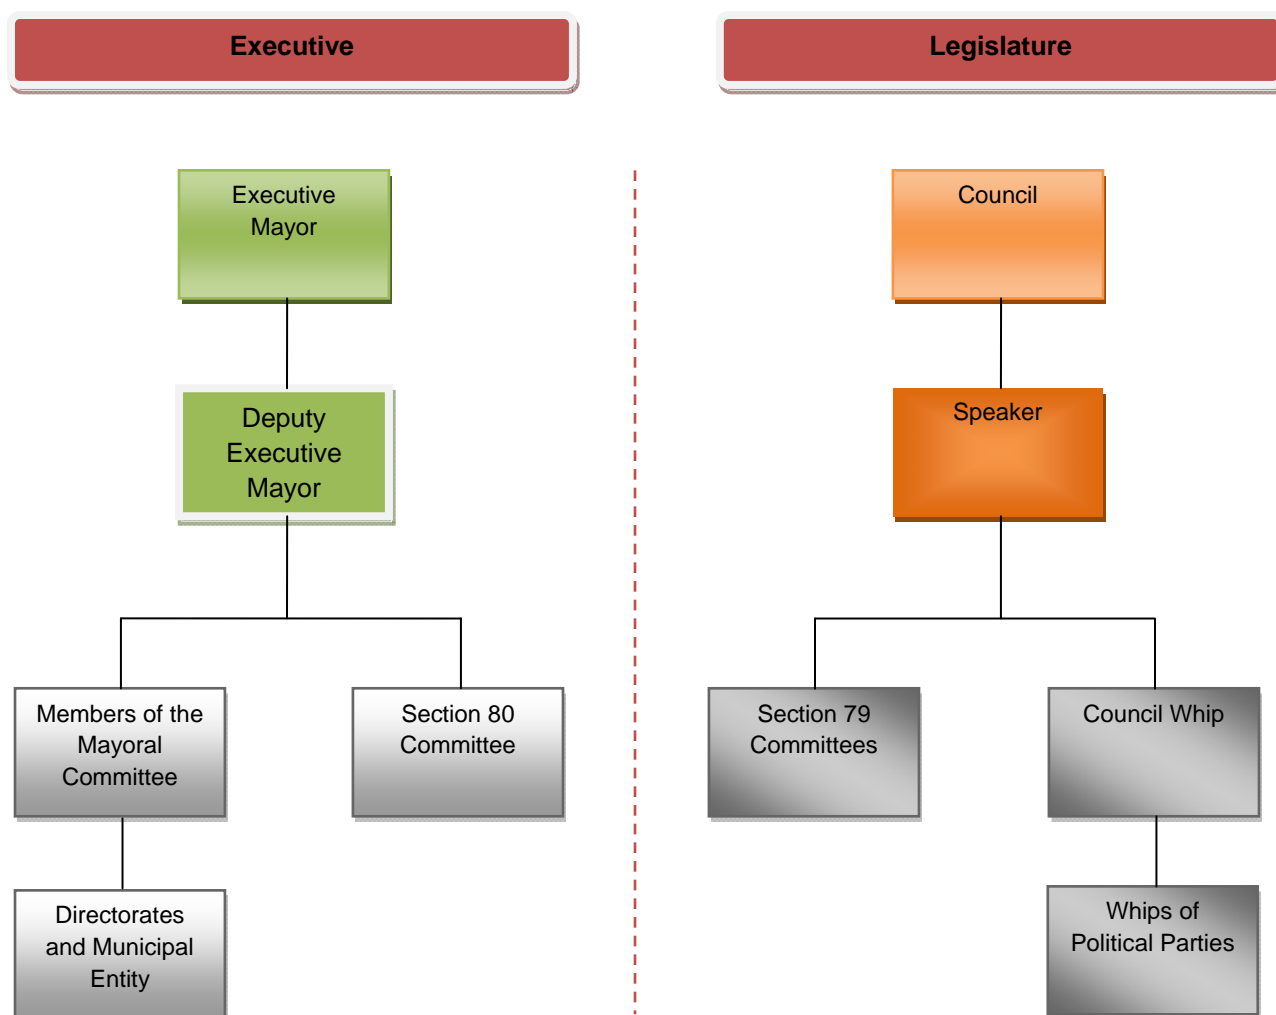 Executive
Legislature
Executive
Mayor
Council
Deputy
Executive
Mayor
Speaker
Members of the
Mayoral
Committee
Section 80
Committee
Section 79
Committees
Council Whip
Directorates
and Municipal
Entity
Whips of
Political Parties